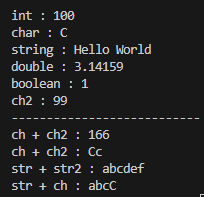 int : 100
char : C
string : Hello World
double : 3.14159
boolean : 1
ch2 : 99
----------------------------
ch + ch2 : 166
ch + ch2 : Cc
str + str2 : abcdef
str + ch : abcC